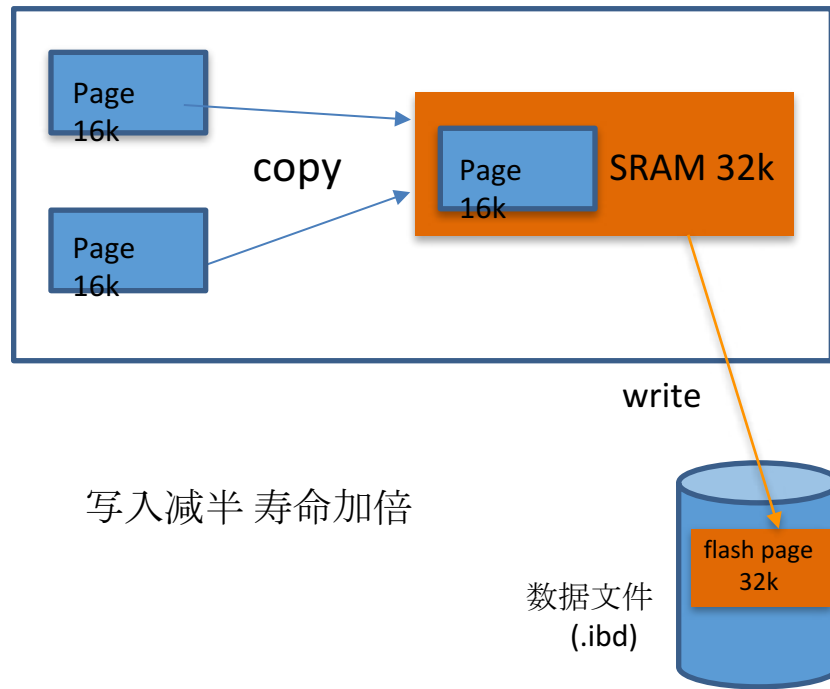 Page
16k
copy
Page
16k
SRAM 32k
Page
16k
write
写入减半 寿命加倍
flash page
32k
数据文件
(.ibd)